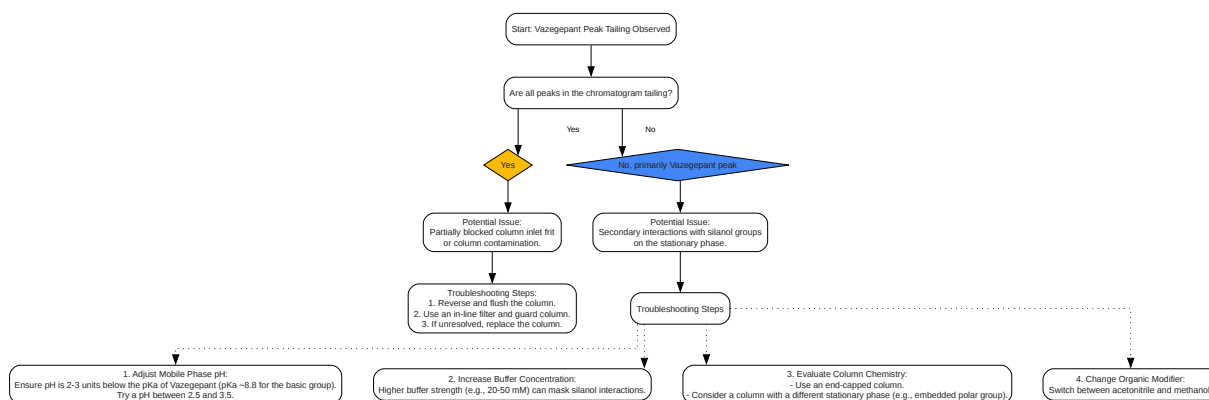 Start: Vazegepant Peak Tailing Observed
Are all peaks in the chromatogram tailing?
Yes
No
Yes
No, primarily Vazegepant peak
Potential Issue:
Partially blocked column inlet frit
or column contamination.
Potential Issue:
Secondary interactions with silanol groups
on the stationary phase.
Troubleshooting Steps:
1. Reverse and flush the column.
2. Use an in-line filter and guard column.
3. If unresolved, replace the column.
Troubleshooting Steps
1. Adjust Mobile Phase pH:
Ensure pH is 2-3 units below the pKa of Vazegepant (pKa ~8.8 for the basic group).
Try a pH between 2.5 and 3.5.
2. Increase Buffer Concentration:
Higher buffer strength (e.g., 20-50 mM) can mask silanol interactions.
3. Evaluate Column Chemistry:
- Use an end-capped column.
- Consider a column with a different stationary phase (e.g., embedded polar group).
4. Change Organic Modifier:
Switch between acetonitrile and methanol